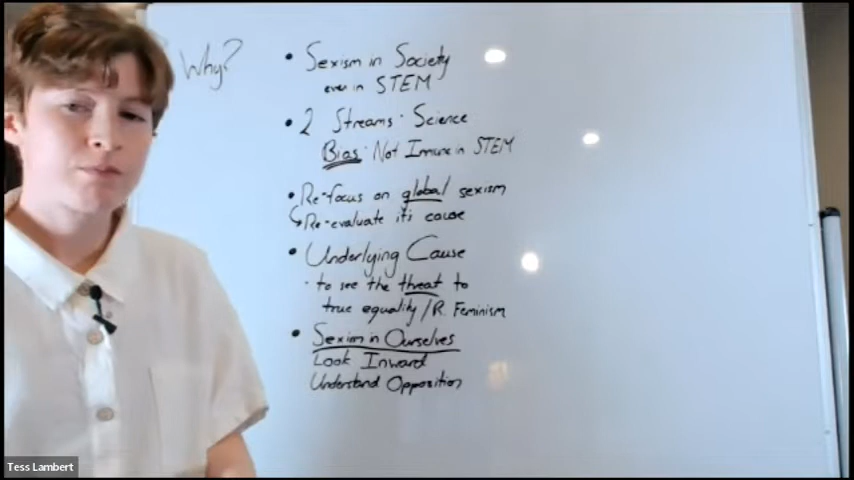 Why?
• Sexism in Society
even in STEM
• 2 Streams · Science
Bias · Not Immune in STEM
• Re-focus on global sexism
↳ Re-evaluate its cause
• Underlying Cause
· to see the threat to
true equality / R. Feminism
• Sexism in Ourselves
Look Inward
Understand Opposition
Tess Lambert